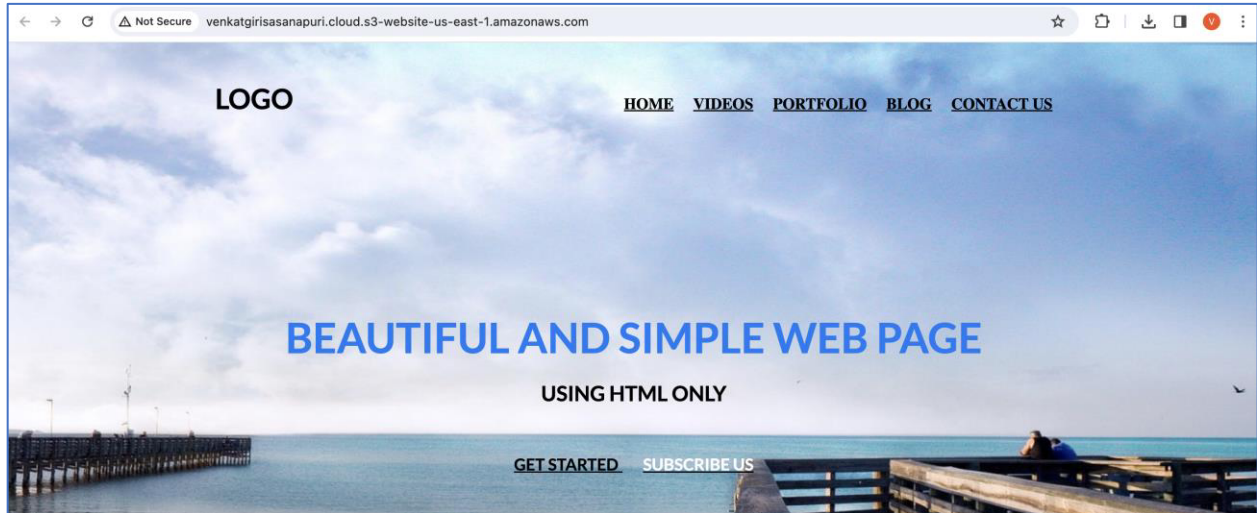 Not Secure venkatgirisasanapuri.cloud.s3-website-us-east-1.amazonaws.com V
LOGO HOME VIDEOS PORTFOLIO BLOG CONTACT US
BEAUTIFUL AND SIMPLE WEB PAGE
USING HTML ONLY
GET STARTED SUBSCRIBE US